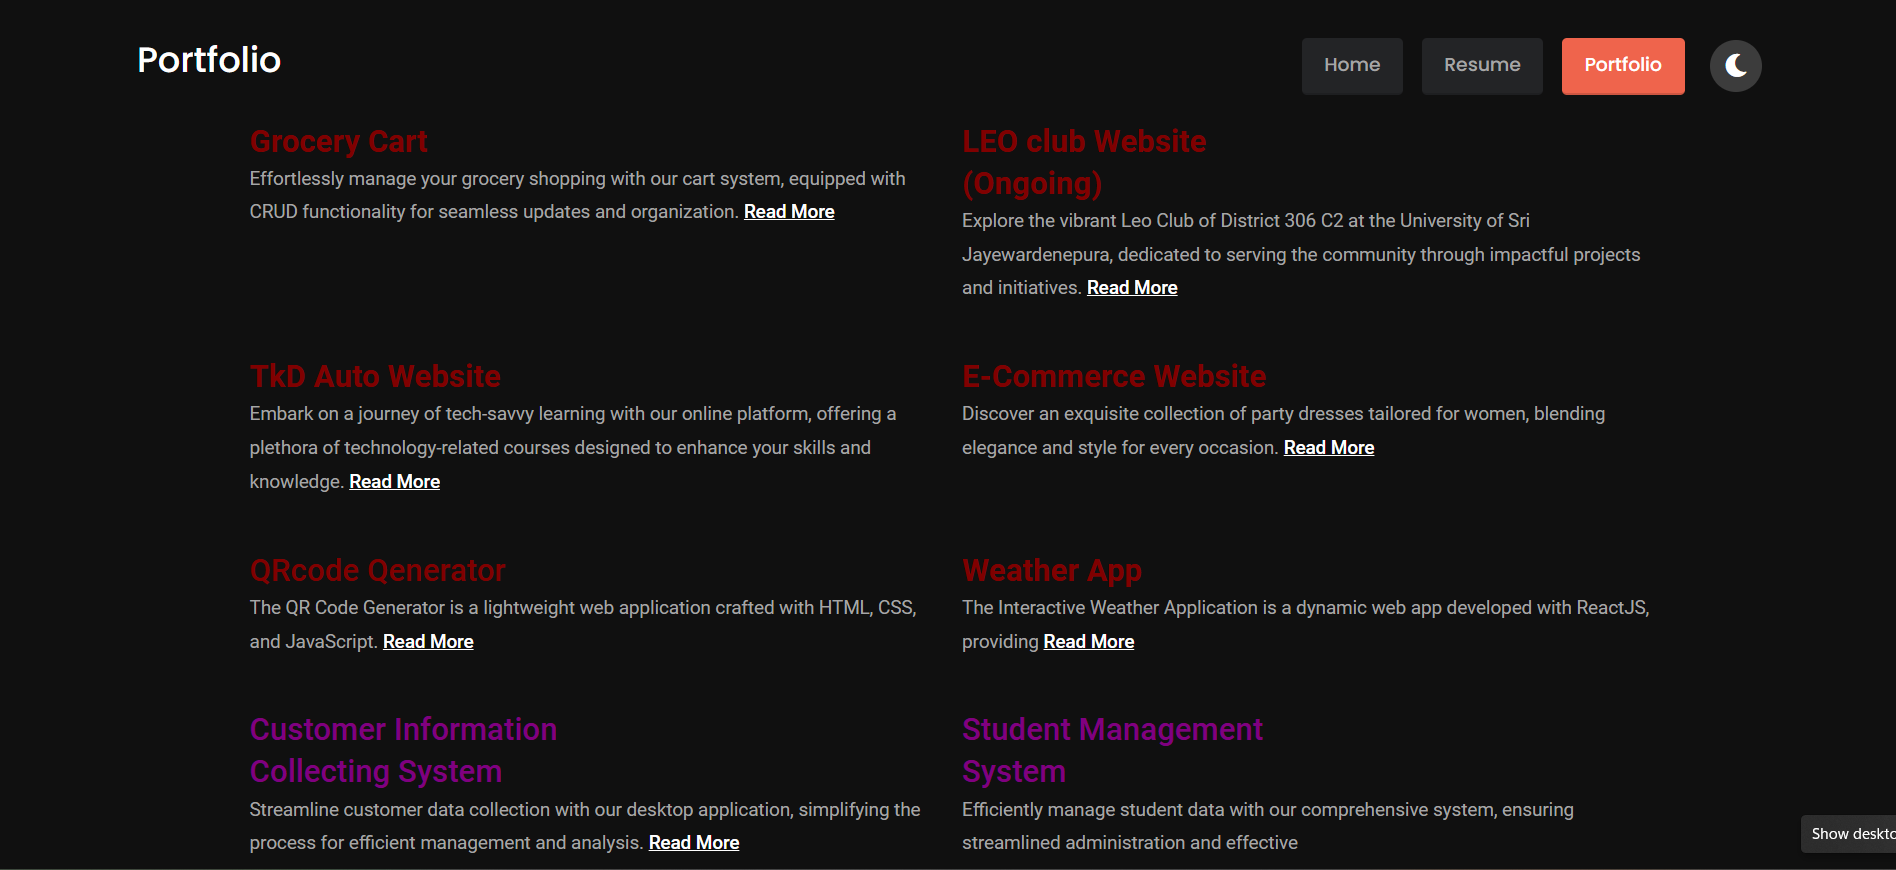 Portfolio
Home
Resume
Portfolio
Grocery Cart
Effortlessly manage your grocery shopping with our cart system, equipped with
CRUD functionality for seamless updates and organization. Read More
LEO club Website
(Ongoing)
Explore the vibrant Leo Club of District 306 C2 at the University of Sri
Jayewardenepura, dedicated to serving the community through impactful projects
and initiatives. Read More
TkD Auto Website
Embark on a journey of tech-savvy learning with our online platform, offering a
plethora of technology-related courses designed to enhance your skills and
knowledge. Read More
E-Commerce Website
Discover an exquisite collection of party dresses tailored for women, blending
elegance and style for every occasion. Read More
QRcode Qenerator
The QR Code Generator is a lightweight web application crafted with HTML, CSS,
and JavaScript. Read More
Weather App
The Interactive Weather Application is a dynamic web app developed with ReactJS,
providing Read More
Customer Information
Collecting System
Streamline customer data collection with our desktop application, simplifying the
process for efficient management and analysis. Read More
Student Management
System
Efficiently manage student data with our comprehensive system, ensuring
streamlined administration and effective
Show deskto